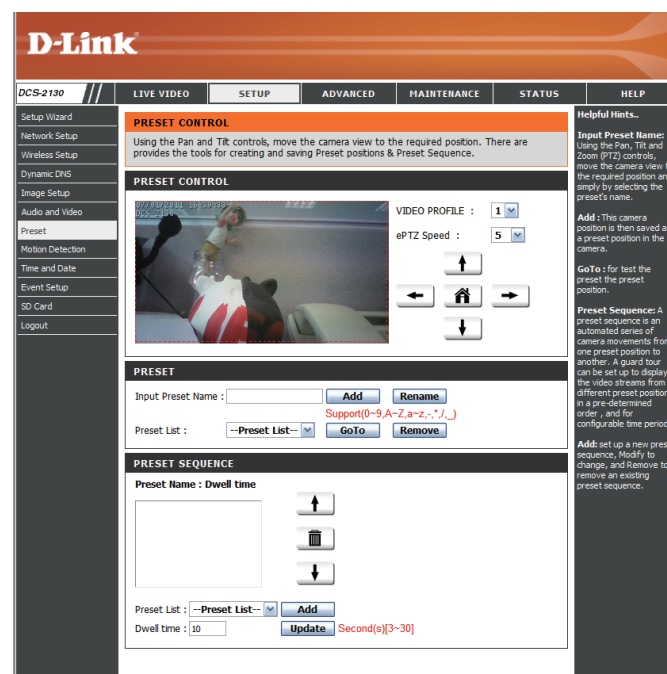 D-Link
DCS-2130
LIVE VIDEO
SETUP
ADVANCED
MAINTENANCE
STATUS
HELP
Setup Wizard
Network Setup
Wireless Setup
Dynamic DNS
Image Setup
Audio and Video
Preset
Motion Detection
Time and Date
Event Setup
SD Card
Logout
PRESET CONTROL
Using the Pan and Tilt controls, move the camera view to the required position. There are
provides the tools for creating and saving Preset positions & Preset Sequence.
PRESET CONTROL
DCS-2130
VIDEO PROFILE : 1
ePTZ Speed : 5
PRESET
Input Preset Name : Add Rename
Support(0~9,A~Z,a~z,-,*,/,_)
Preset List : --Preset List-- GoTo Remove
PRESET SEQUENCE
Preset Name : Dwell time
Preset List : --Preset List-- Add
Dwell time : 10 Update Second(s)[3~30]
Helpful Hints..
Input Preset Name:
Using the Pan, Tilt and
Zoom (PTZ) controls,
move the camera view
the required position
simply by selecting the
preset's name.
Add : This camera
position is then saved
a preset position in the
camera.
GoTo : for test the
preset the preset
position.
Preset Sequence: A
preset sequence is an
automated series of
camera movements
one preset position to
another. A guard tour
can be set up to display
the video streams from
different preset
in a pre-determined
order , and for
configurable time
Add: set up a new
sequence, Modify to
change, and Remove to
remove an existing
preset sequence.